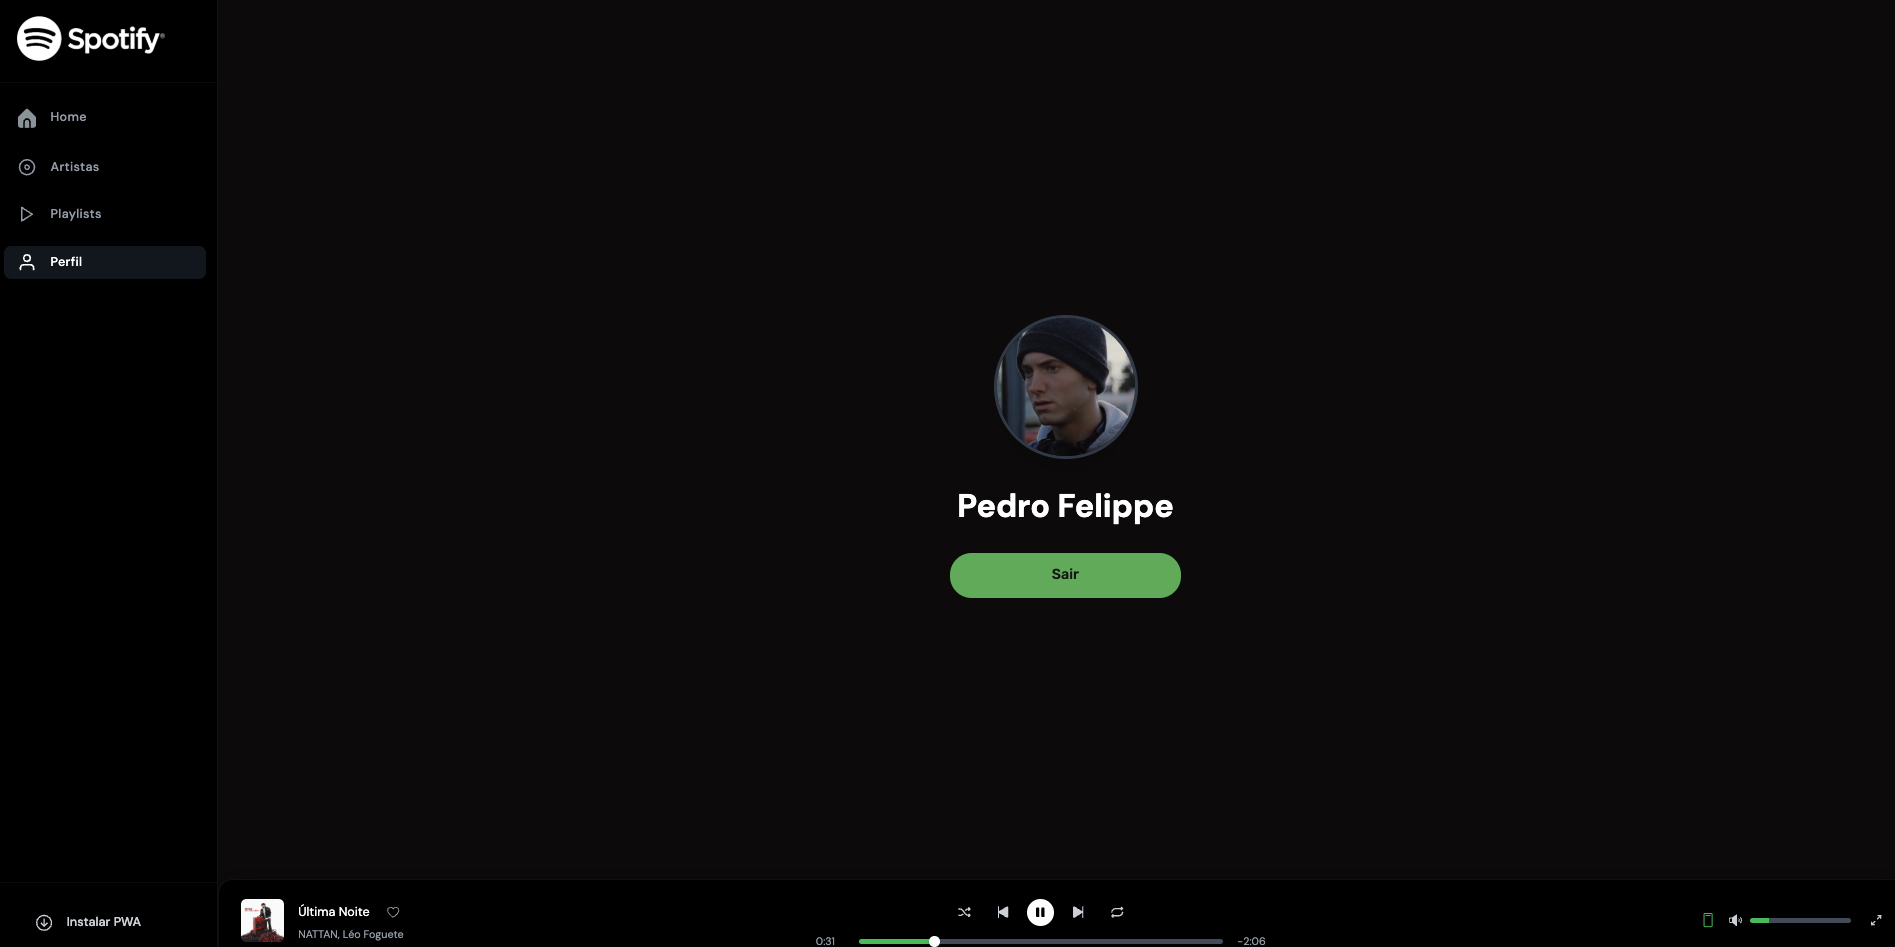 Spotify®
Home
Artistas
Playlists
Perfil
Pedro Felippe
Sair
Instalar PWA
Última Noite
NATTAN, Léo Foguete
0:31
-2:06